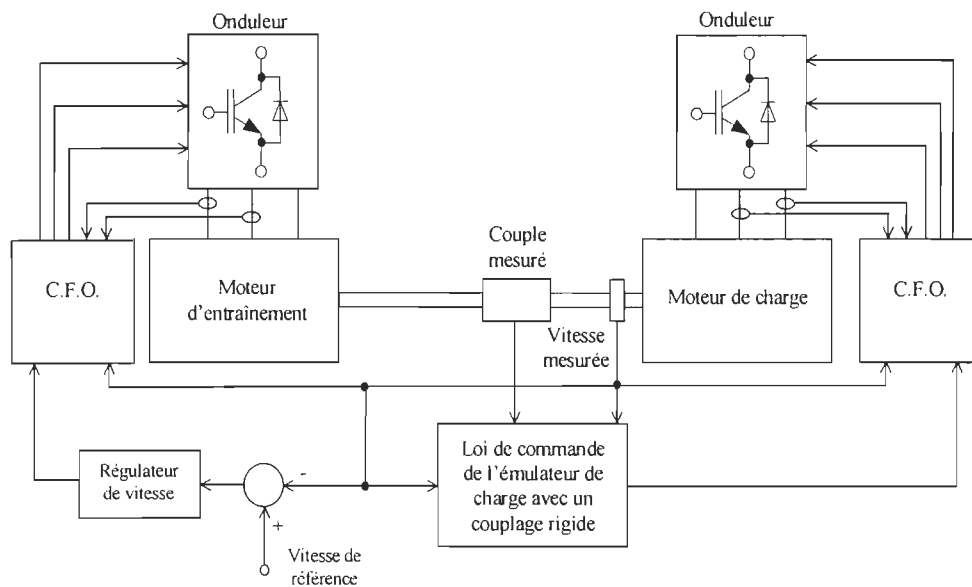 Onduleur
Onduleur
C.F.O.
Moteur
d'entraînement
Couple
mesuré
Vitesse
mesurée
Moteur de charge
C.F.O.
Régulateur
de vitesse
-
+
Vitesse de
référence
Loi de commande
de l'émulateur de
charge avec un
couplage rigide